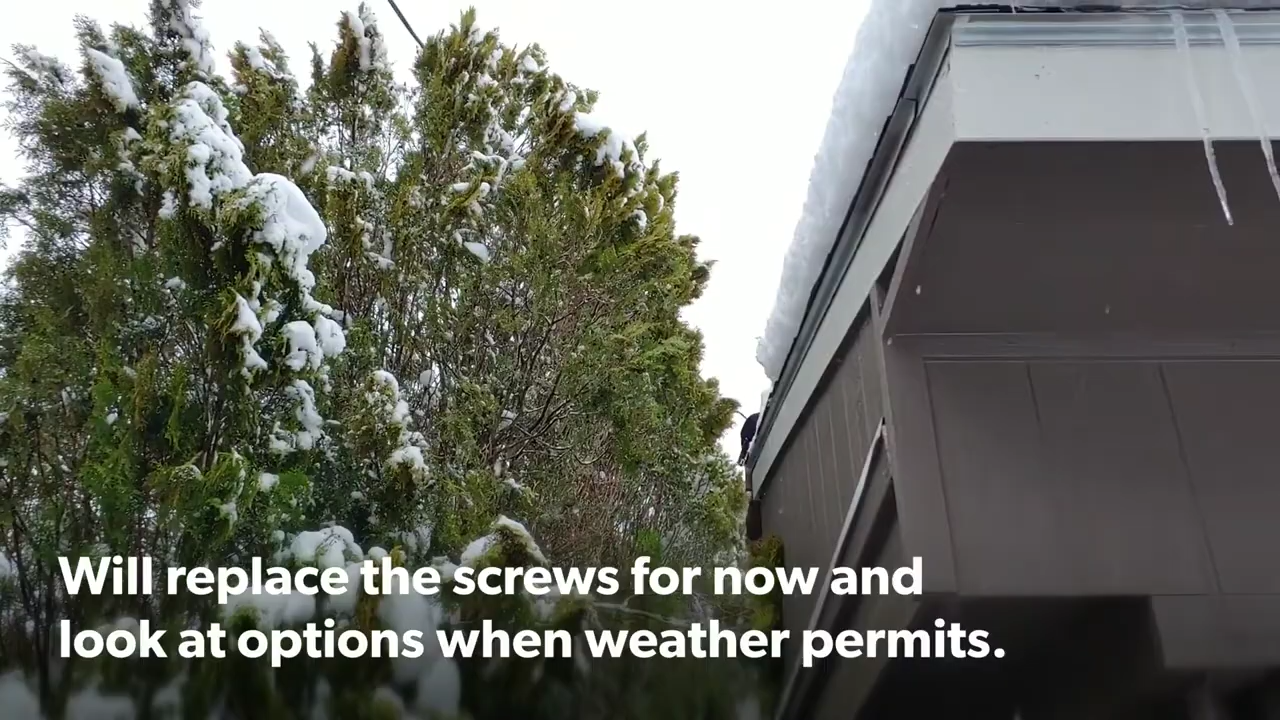 Will replace the screws for now and
look at options when weather permits.